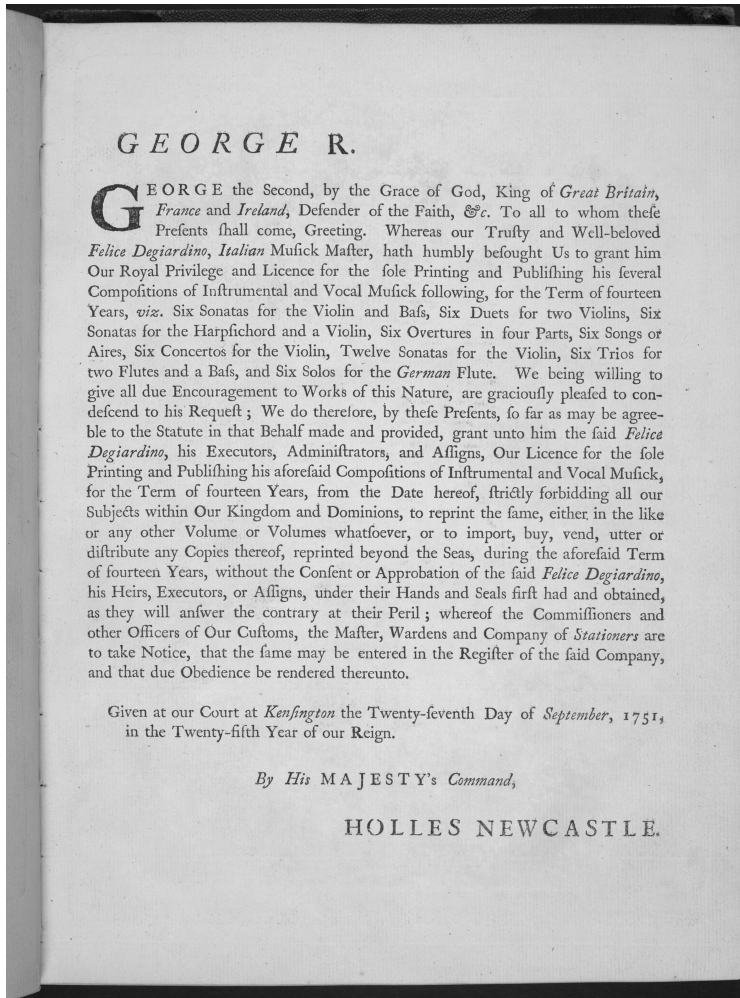 GEORGE R.
GEORGE the Second, by the Grace of God, King of Great Britain,
France and Ireland, Defender of the Faith, &c. To all to whom theſe
Preſents ſhall come, Greeting. Whereas our Truſty and Well-beloved
Felice Degiardino, Italian Muſick Maſter, hath humbly beſought Us to grant him
Our Royal Privilege and Licence for the ſole Printing and Publiſhing his ſeveral
Compoſitions of Inſtrumental and Vocal Muſick following, for the Term of fourteen
Years, viz. Six Sonatas for the Violin and Baſs, Six Duets for two Violins, Six
Sonatas for the Harpſichord and a Violin, Six Overtures in four Parts, Six Songs or
Aires, Six Concertos for the Violin, Twelve Sonatas for the Violin, Six Trios for
two Flutes and a Baſs, and Six Solos for the German Flute. We being willing to
give all due Encouragement to Works of this Nature, are graciouſly pleaſed to con-
deſcend to his Requeſt ; We do therefore, by theſe Preſents, ſo far as may be agree-
ble to the Statute in that Behalf made and provided, grant unto him the ſaid Felice
Degiardino, his Executors, Adminiſtrators, and Aſſigns, Our Licence for the ſole
Printing and Publiſhing his aforeſaid Compoſitions of Inſtrumental and Vocal Muſick,
for the Term of fourteen Years, from the Date hereof, ſtrictly forbidding all our
Subjects within Our Kingdom and Dominions, to reprint the ſame, either in the like
or any other Volume or Volumes whatſoever, or to import, buy, vend, utter or
diſtribute any Copies thereof, reprinted beyond the Seas, during the aforeſaid Term
of fourteen Years, without the Conſent or Approbation of the ſaid Felice Degiardino,
his Heirs, Executors, or Aſſigns, under their Hands and Seals firſt had and obtained,
as they will anſwer the contrary at their Peril ; whereof the Commiſſioners and
other Officers of Our Cuſtoms, the Maſter, Wardens and Company of Stationers are
to take Notice, that the ſame may be entered in the Regiſter of the ſaid Company,
and that due Obedience be rendered thereunto.
Given at our Court at Kenſington the Twenty-ſeventh Day of September, 1751,
in the Twenty-fifth Year of our Reign.
By His MAJESTY's Command,
HOLLES NEWCASTLE.